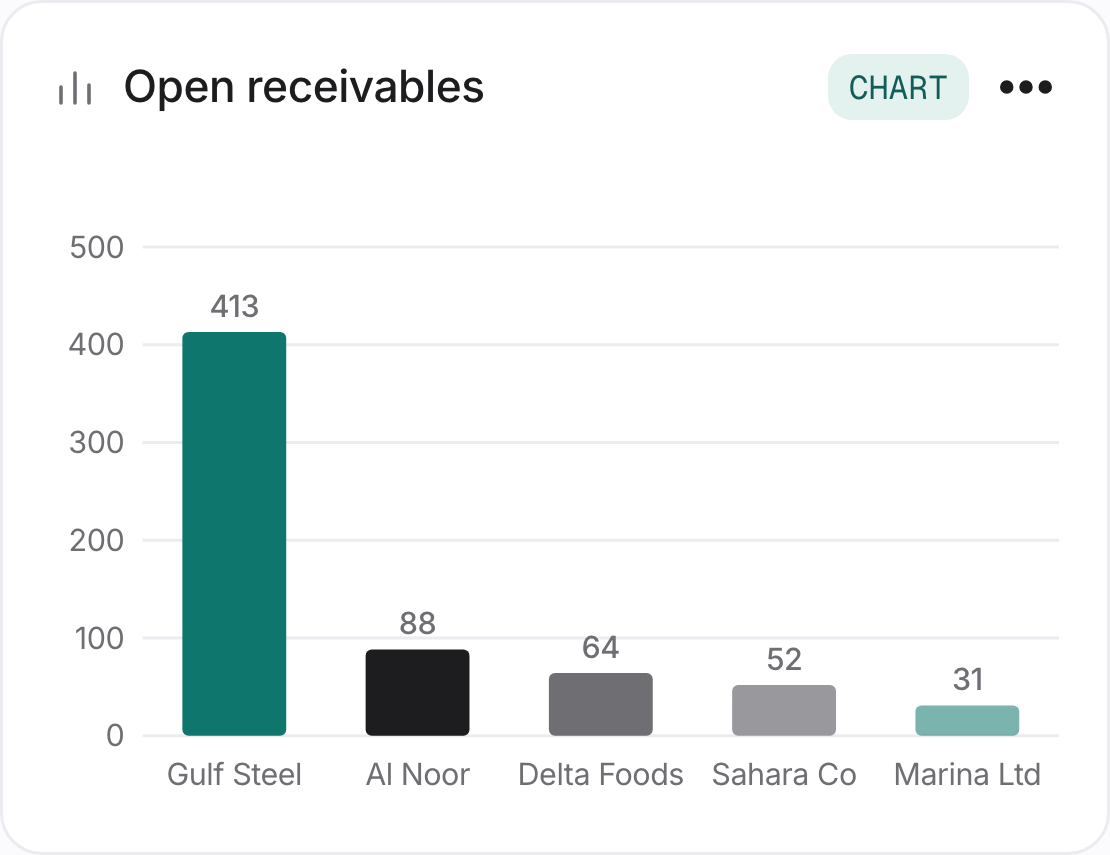 Open receivables
CHART
500
413
400
300
200
88
100
64
52
31
0
Gulf Steel
Al Noor
Delta Foods
Sahara Co
Marina Ltd